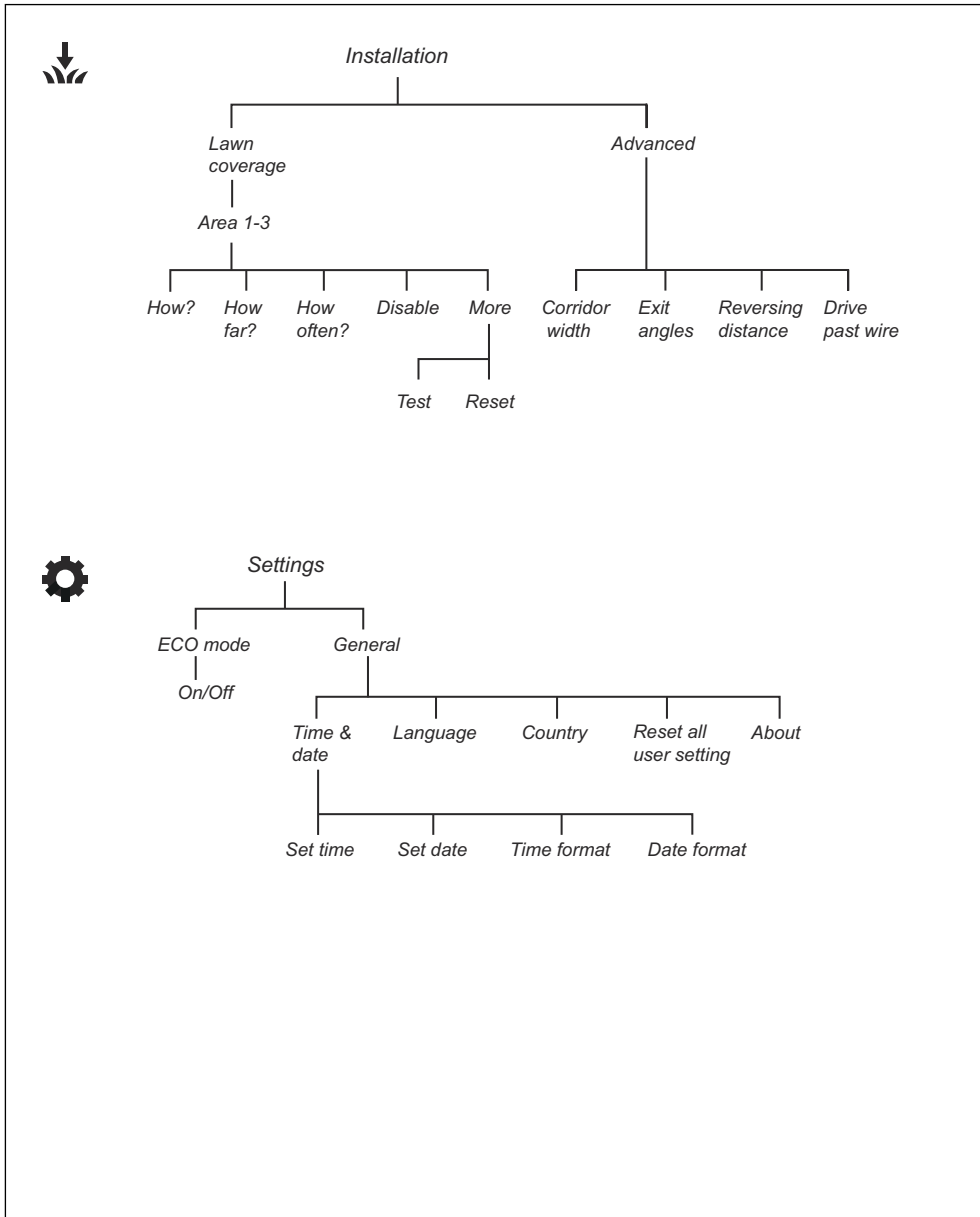 Installation
Lawn
coverage
Advanced
Area 1-3
How?
How
far?
How
often?
Disable
More
Corridor
width
Exit
angles
Reversing
distance
Drive
past wire
Test
Reset
Settings
ECO mode
General
On/Off
Time &
date
Language
Country
Reset all
user setting
About
Set time
Set date
Time format
Date format